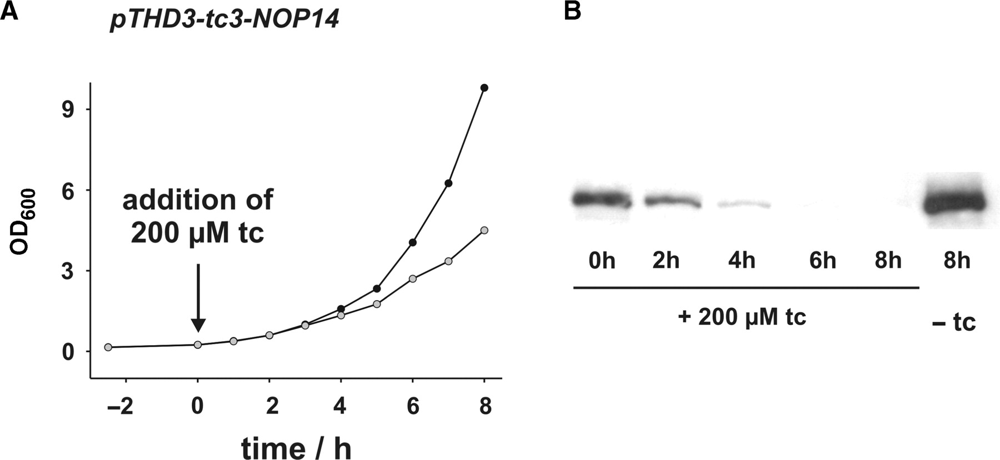 A
pTHD3-tc3-NOP14
9
6
3
0
OD600
addition of
200 µM tc
–2 0 2 4 6 8
time / h
B
0h 2h 4h 6h 8h 8h
+ 200 µM tc
– tc